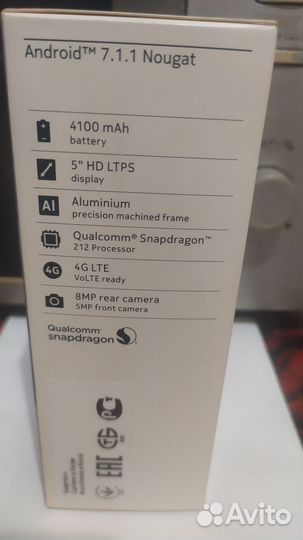 Android™ 7.1.1 Nougat
4100 mAh
battery
5" HD LTPS
display
Al
Aluminium
precision machined frame
Qualcomm® Snapdragon™
212 Processor
4G
4G LTE
VoLTE ready
8MP rear camera
5MP front camera
Qualcomm
snapdragon
EAC
Avito